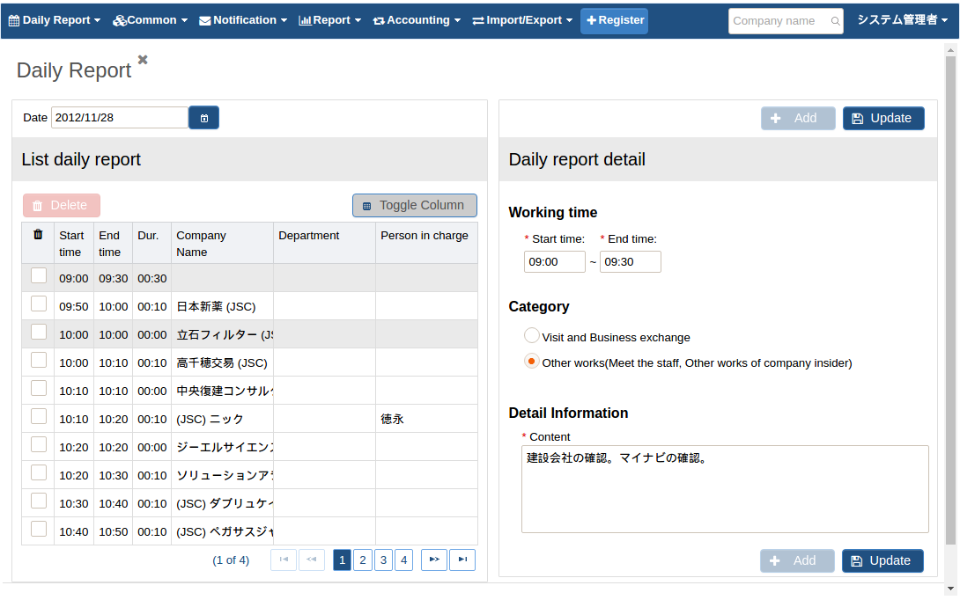 Daily Report Common Notification Report Accounting Import/Export Register Company name システム管理者
Daily Report
Date 2012/11/28
List daily report
Delete Toggle Column
Start time End time Dur. Company Name Department Person in charge
09:00 09:30 00:30
09:50 10:00 00:10 日本新薬 (JSC)
10:00 10:00 00:00 立石フィルター (JS
10:00 10:10 00:10 高千穂交易 (JSC)
10:10 10:10 00:00 中央復建コンサル
10:10 10:20 00:10 (JSC) ニック 徳永
10:20 10:20 00:00 ジーエルサイエン
10:20 10:30 00:10 ソリューションア
10:30 10:40 00:10 (JSC) ダブリュケイ
10:40 10:50 00:10 (JSC) ペガサスジャ
(1 of 4) 1 2 3 4
Add Update
Daily report detail
Working time
* Start time: * End time:
09:00 ~ 09:30
Category
Visit and Business exchange
Other works(Meet the staff, Other works of company insider)
Detail Information
* Content
建設会社の確認。マイナビの確認。
Add Update